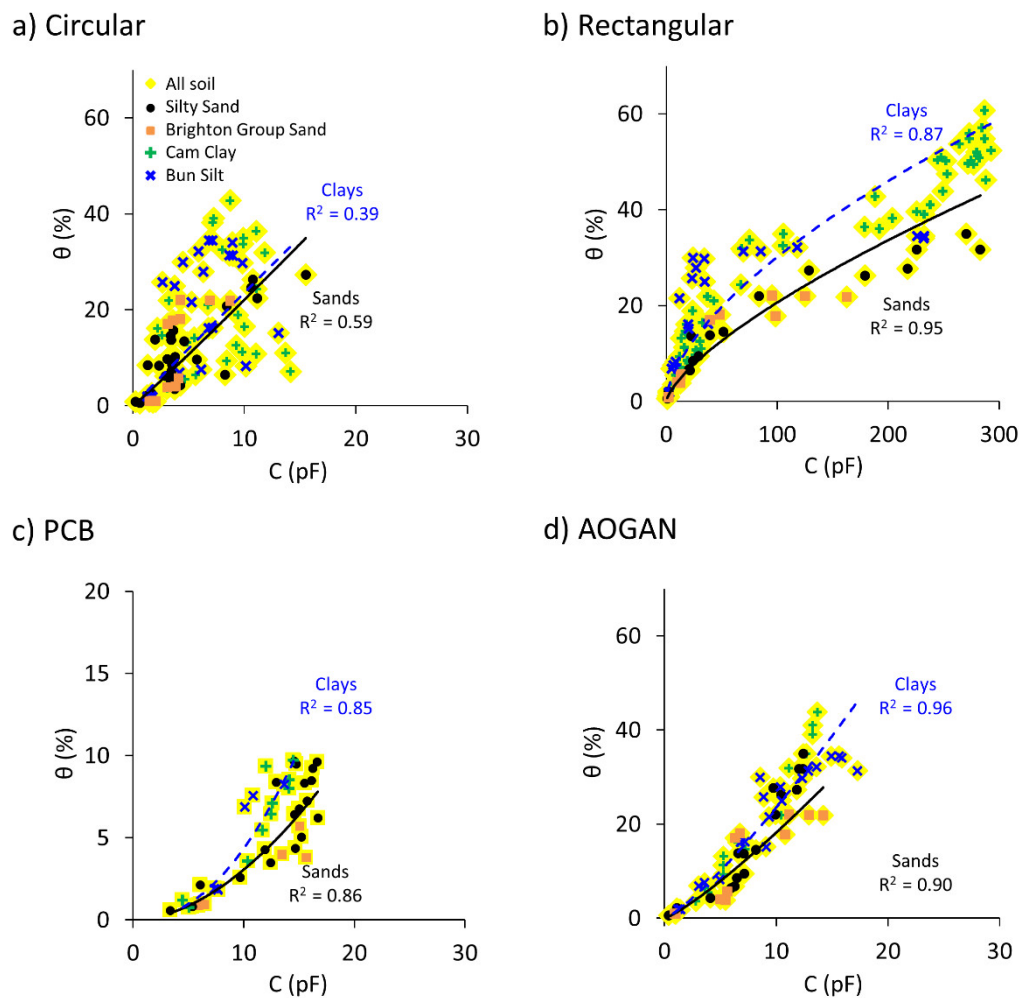 a) Circular
60
40
20
0
0
10
20
30
θ (%)
C (pF)
All soil
Silty Sand
Brighton Group Sand
Cam Clay
Bun Silt
Clays
R² = 0.39
Sands
R² = 0.59
b) Rectangular
60
40
20
0
0
100
200
300
θ (%)
C (pF)
Clays
R² = 0.87
Sands
R² = 0.95
c) PCB
20
15
10
5
0
0
10
20
30
θ (%)
C (pF)
Clays
R² = 0.85
Sands
R² = 0.86
d) AOGAN
60
40
20
0
0
10
20
30
θ (%)
C (pF)
Clays
R² = 0.96
Sands
R² = 0.90